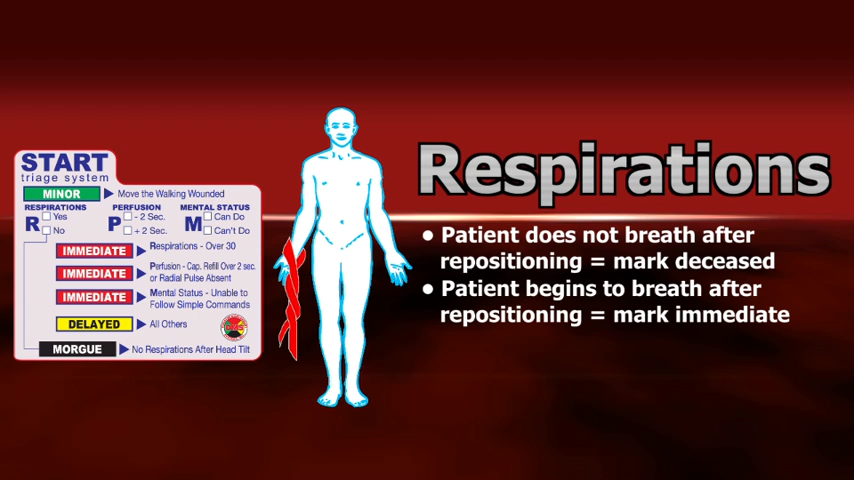 START
triage system
MINOR Move the Walking Wounded
RESPIRATIONS PERFUSION MENTAL STATUS
R Yes P - 2 Sec. M Can Do
No + 2 Sec. Can't Do
IMMEDIATE Respirations - Over 30
IMMEDIATE Perfusion - Cap. Refill Over 2 sec.
or Radial Pulse Absent
IMMEDIATE Mental Status - Unable to
Follow Simple Commands
DELAYED All Others
MORGUE No Respirations After Head Tilt
Respirations
• Patient does not breath after
repositioning = mark deceased
• Patient begins to breath after
repositioning = mark immediate